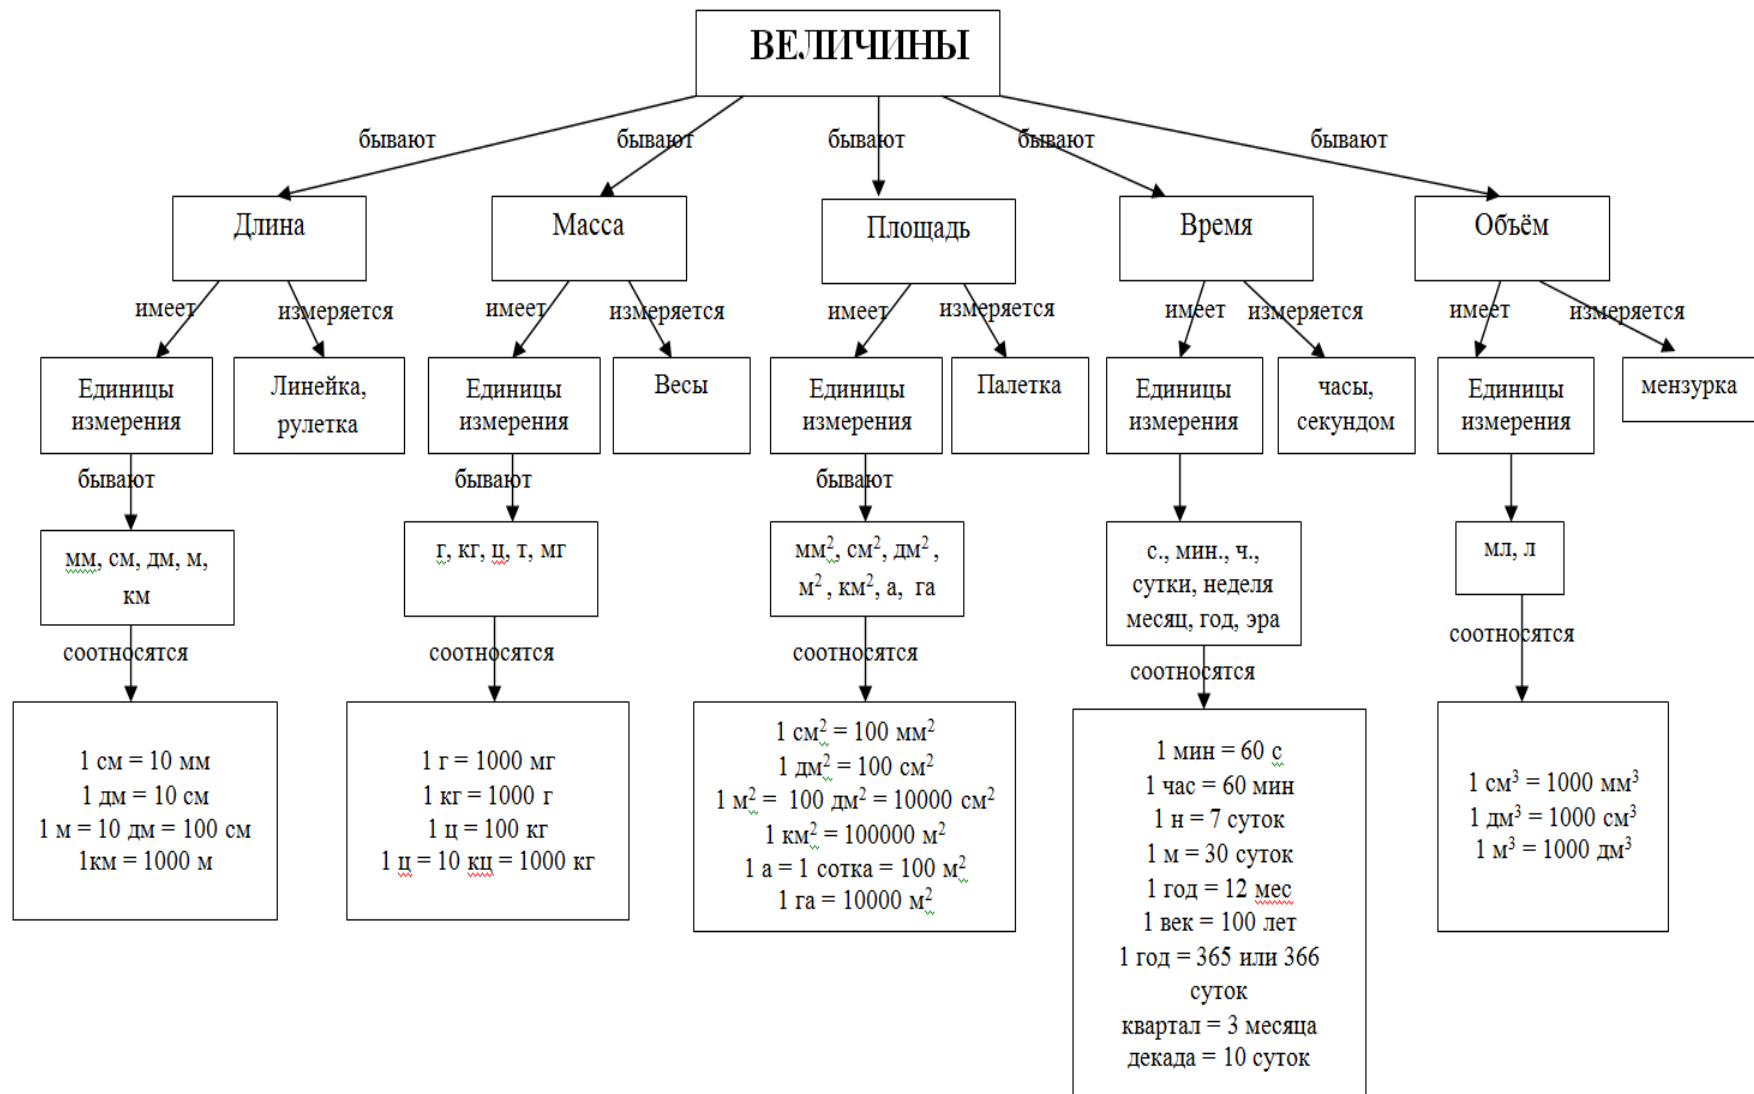 ВЕЛИЧИНЫ
бывают
бывают
бывают
бывают
бывают
Длина
Масса
Площадь
Время
Объём
имеет
измеряется
имеет
измеряется
имеет
измеряется
имеет
измеряется
имеет
измеряется
Единицы
измерения
Линейка,
рулетка
Единицы
измерения
Весы
Единицы
измерения
Палетка
Единицы
измерения
часы,
секундом
Единицы
измерения
мензурка
бывают
бывают
бывают
мм, см, дм, м,
км
г, кг, ц, т, мг
мм², см², дм² ,
м² , км², а, га
с., мин., ч.,
сутки, неделя
месяц, год, эра
мл, л
соотносятся
соотносятся
соотносятся
соотносятся
соотносятся
1 см = 10 мм
1 дм = 10 см
1 м = 10 дм = 100 см
1км = 1000 м
1 г = 1000 мг
1 кг = 1000 г
1 ц = 100 кг
1 ц = 10 кц = 1000 кг
1 см² = 100 мм²
1 дм² = 100 см²
1 м² = 100 дм² = 10000 см²
1 км² = 100000 м²
1 а = 1 сотка = 100 м²
1 га = 10000 м²
1 мин = 60 с
1 час = 60 мин
1 н = 7 суток
1 м = 30 суток
1 год = 12 мес
1 век = 100 лет
1 год = 365 или 366
суток
квартал = 3 месяца
декада = 10 суток
1 см³ = 1000 мм³
1 дм³ = 1000 см³
1 м³ = 1000 дм³